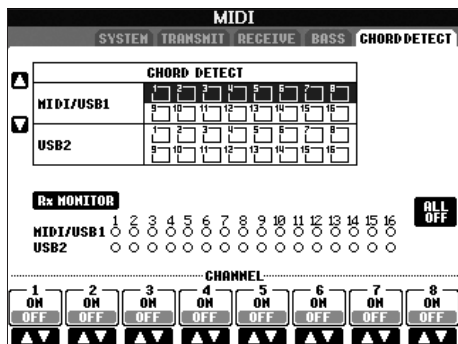 MIDI
SYSTEM TRANSMIT RECEIVE BASS CHORD DETECT
CHORD DETECT
MIDI/USB1
1 2 3 4 5 6 7 8
9 10 11 12 13 14 15 16
USB2
1 2 3 4 5 6 7 8
9 10 11 12 13 14 15 16
Rx MONITOR
ALL OFF
1 2 3 4 5 6 7 8 9 10 11 12 13 14 15 16
MIDI/USB1
USB2
CHANNEL
1 2 3 4 5 6 7 8
ON ON ON ON ON ON ON ON
OFF OFF OFF OFF OFF OFF OFF OFF